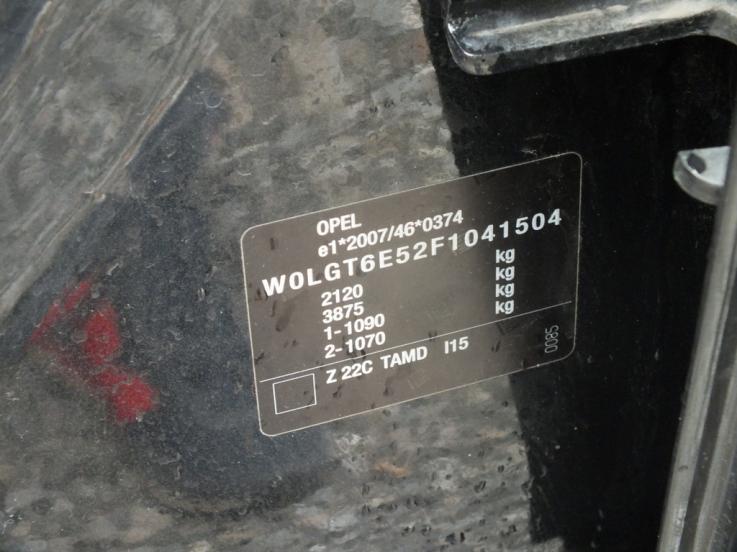 OPEL
e1*2007/46*0374
W0LGT6E52F1041504
2120 kg
3875 kg
1-1090 kg
2-1070 kg
Z 22C TAMD I15
0085